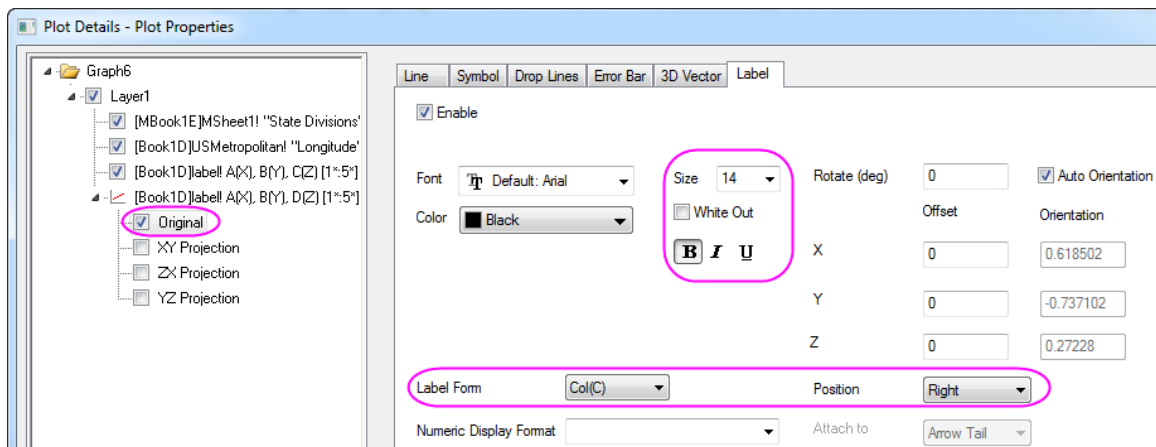 Plot Details - Plot Properties
Graph6
Layer1
[MBook1E]MSheet1! "State Divisions"
[Book1D]USMetropolitan! "Longitude"
[Book1D]label! A(X), B(Y), C(Z) [1*:5*]
[Book1D]label! A(X), B(Y), D(Z) [1*:5*]
Original
XY Projection
ZX Projection
YZ Projection
Line Symbol Drop Lines Error Bar 3D Vector Label
Enable
Font Default: Arial Size 14 Rotate (deg) 0 Auto Orientation
Color Black White Out Offset Orientation
B I U X 0 0.618502
Y 0 -0.737102
Z 0 0.27228
Label Form Col(C) Position Right
Numeric Display Format Attach to Arrow Tail